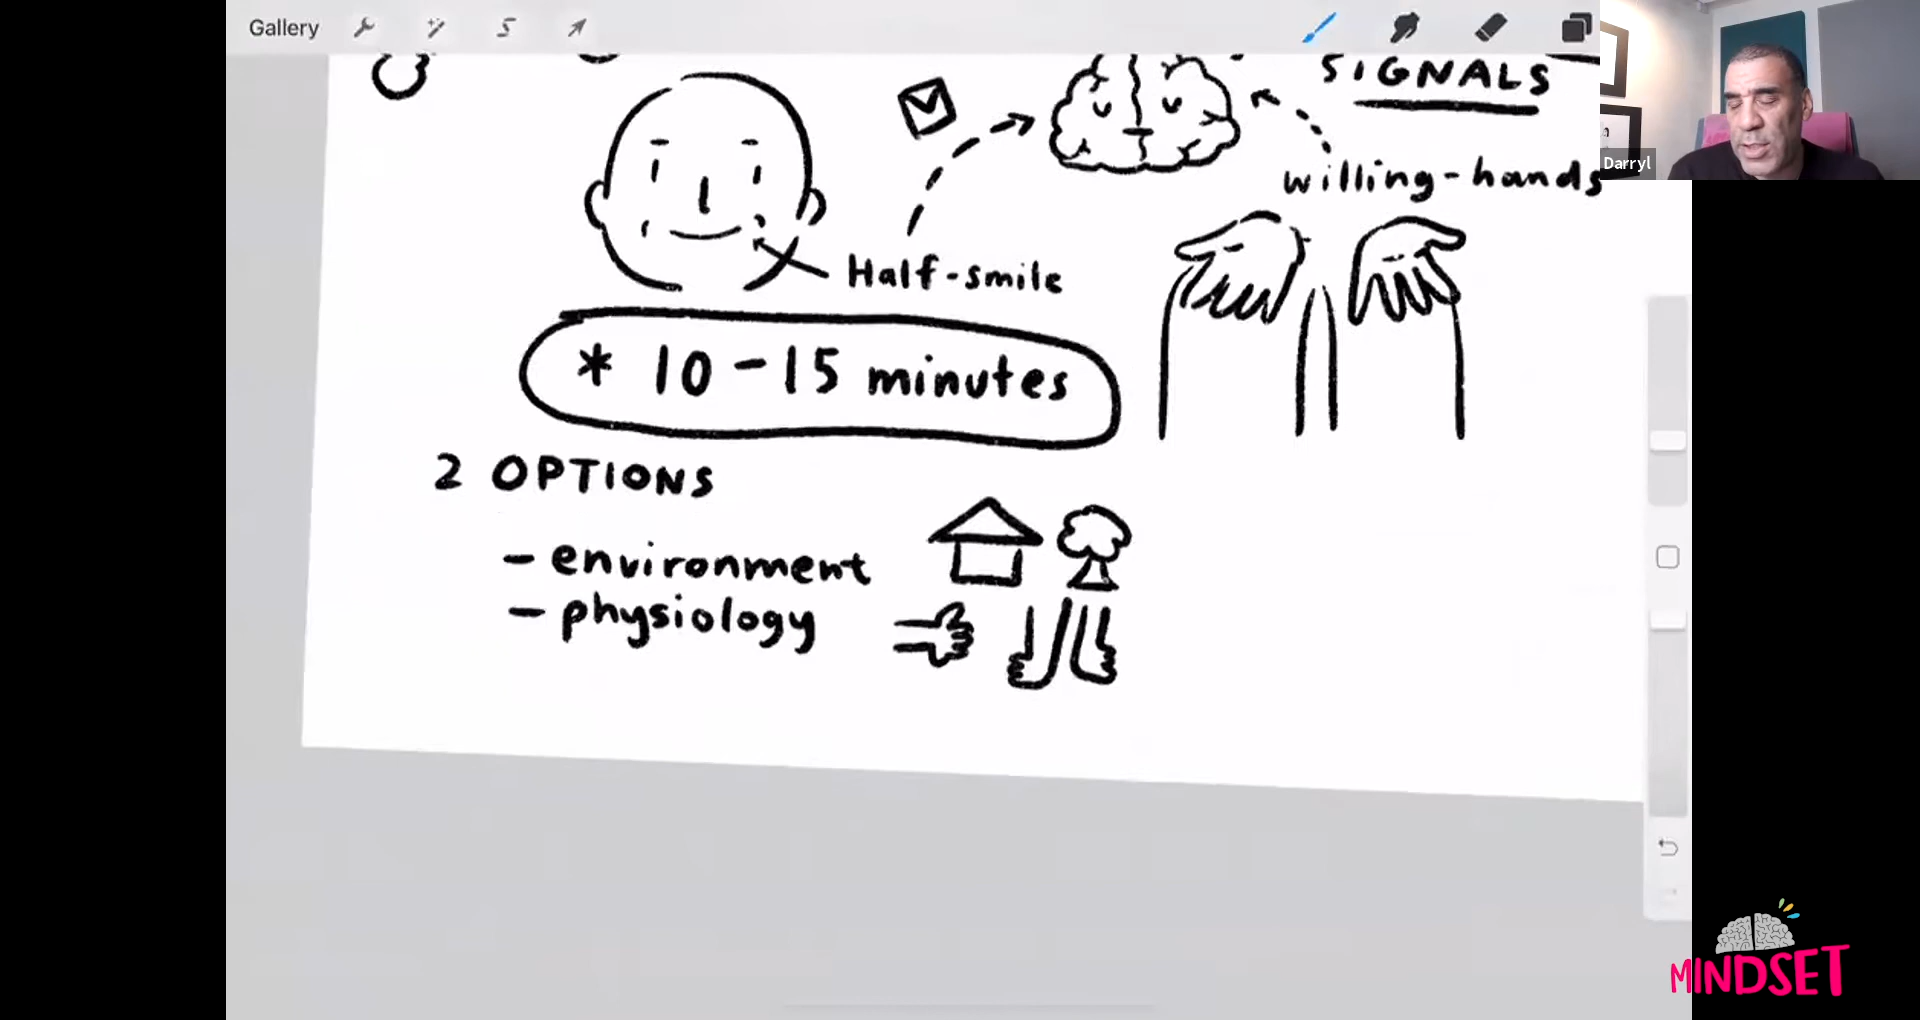 Gallery
SIGNALS
Darryl
willing-hands
Half-smile
* 10-15 minutes
2 OPTIONS
- environment
- physiology
MINDSET